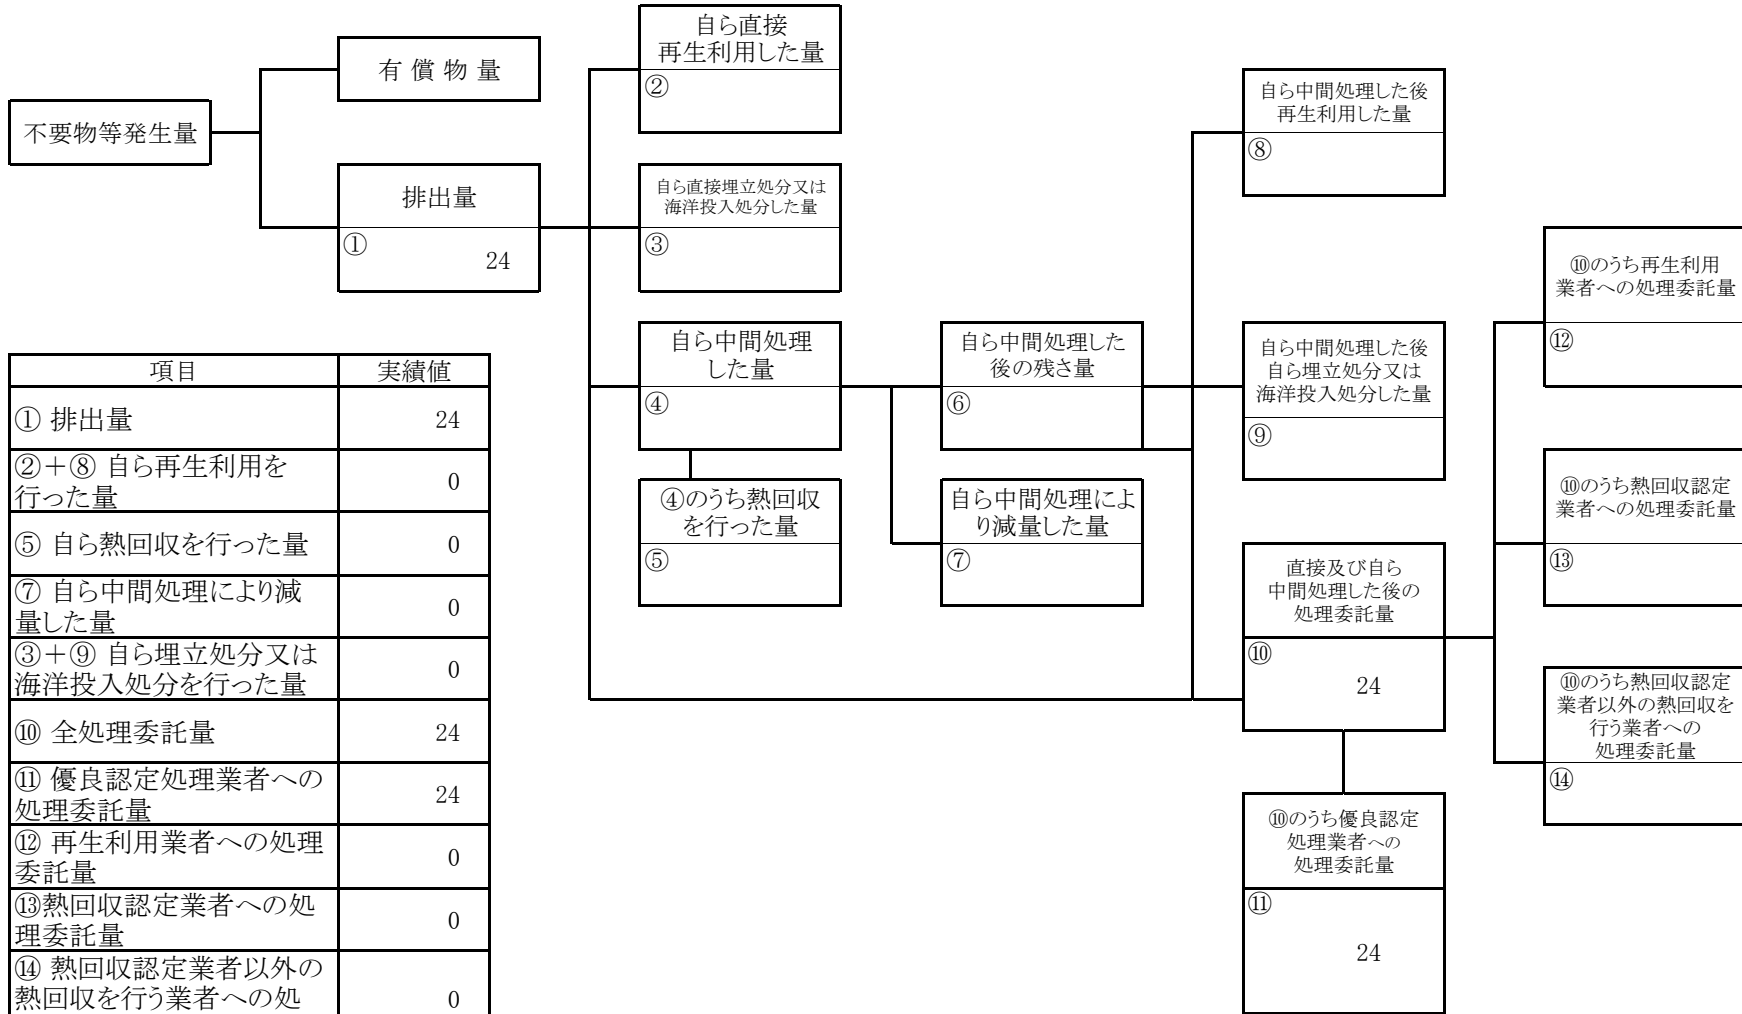 不要物等発生量
有償物量
排出量
①
24
自ら直接
再生利用した量
②
自ら直接埋立処分又は
海洋投入処分した量
③
自ら中間処理
した量
④
④のうち熱回収
を行った量
⑤
自ら中間処理した
後の残さ量
⑥
自ら中間処理によ
り減量した量
⑦
自ら中間処理した後
再生利用した量
⑧
自ら中間処理した後
自ら埋立処分又は
海洋投入処分した量
⑨
直接及び自ら
中間処理した後の
処理委託量
⑩
24
⑩のうち優良認定
処理業者への
処理委託量
⑪
24
⑩のうち再生利用
業者への処理委託量
⑫
⑩のうち熱回収認定
業者への処理委託量
⑬
⑩のうち熱回収認定
業者以外の熱回収を
行う業者への
処理委託量
⑭
項目 実績値
① 排出量 24
②＋⑧ 自ら再生利用を
行った量 0
⑤ 自ら熱回収を行った量 0
⑦ 自ら中間処理により減
量した量 0
③＋⑨ 自ら埋立処分又は
海洋投入処分を行った量 0
⑩ 全処理委託量 24
⑪ 優良認定処理業者への
処理委託量 24
⑫ 再生利用業者への処理
委託量 0
⑬熱回収認定業者への処
理委託量 0
⑭ 熱回収認定業者以外の
熱回収を行う業者への処 0